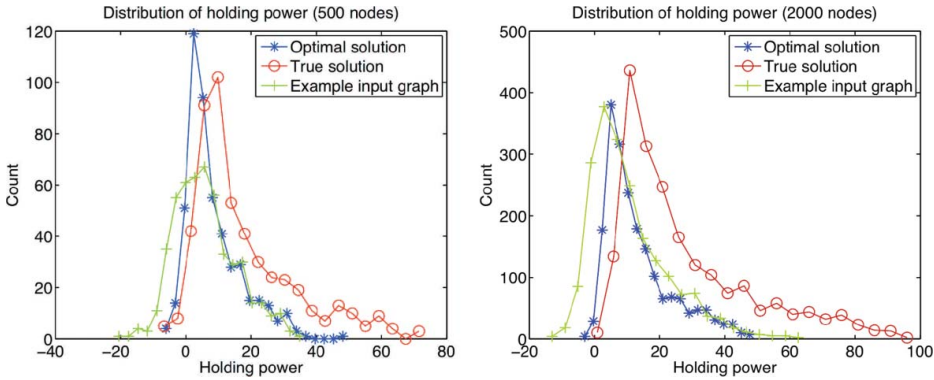 Distribution of holding power (500 nodes)
120
100
80
60
40
20
0
Count
−40
−20
0
20
40
60
80
Holding power
Optimal solution
True solution
Example input graph
Distribution of holding power (2000 nodes)
500
400
300
200
100
0
Count
−20
0
20
40
60
80
100
Holding power
Optimal solution
True solution
Example input graph